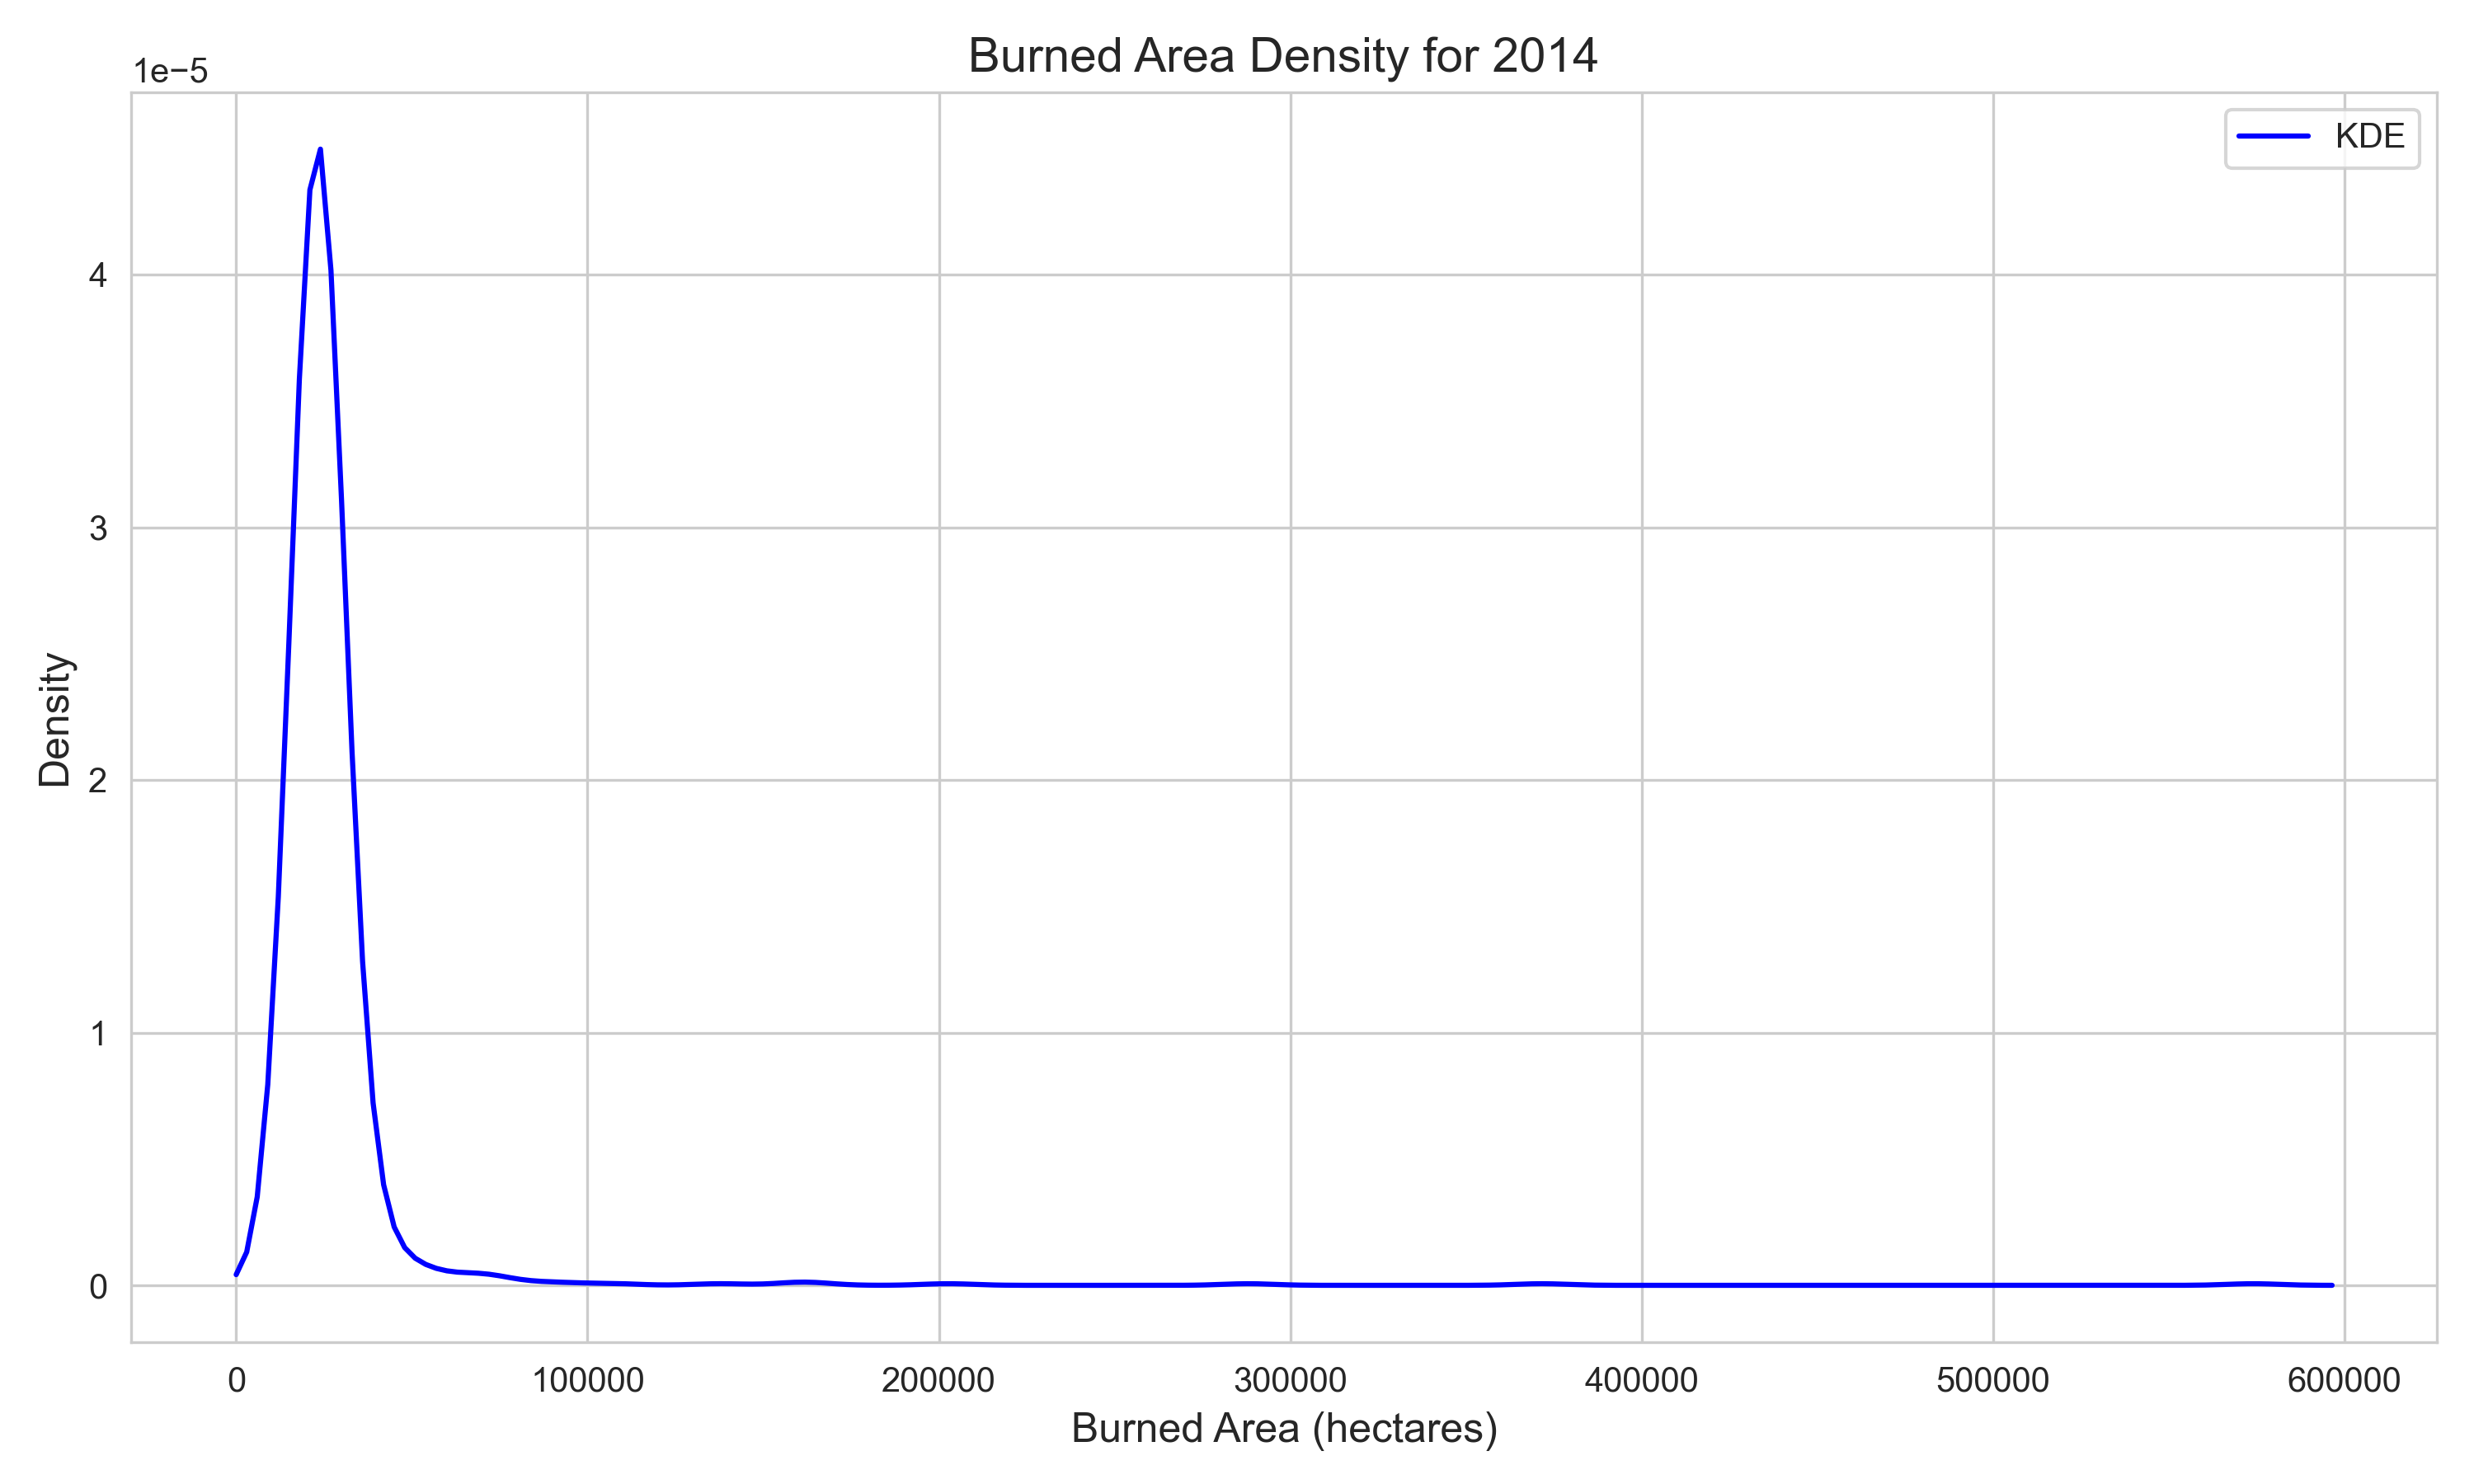 Burned Area Density for 2014
1e−5
KDE
4
3
2
1
0
Density
0 100000 200000 300000 400000 500000 600000
Burned Area (hectares)